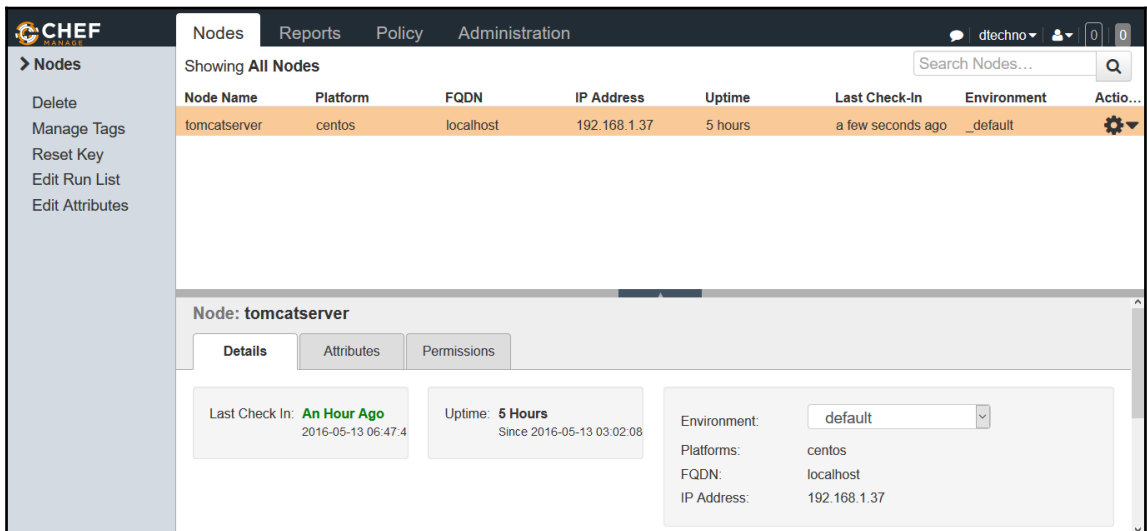 CHEF
MANAGE
Nodes Reports Policy Administration
dtechno 0 0
Nodes
Delete
Manage Tags
Reset Key
Edit Run List
Edit Attributes
Showing All Nodes
Search Nodes...
Node Name Platform FQDN IP Address Uptime Last Check-In Environment Actio...
tomcatserver centos localhost 192.168.1.37 5 hours a few seconds ago _default
Node: tomcatserver
Details Attributes Permissions
Last Check In: An Hour Ago
2016-05-13 06:47:4
Uptime: 5 Hours
Since 2016-05-13 03:02:08
Environment: _default
Platforms: centos
FQDN: localhost
IP Address: 192.168.1.37